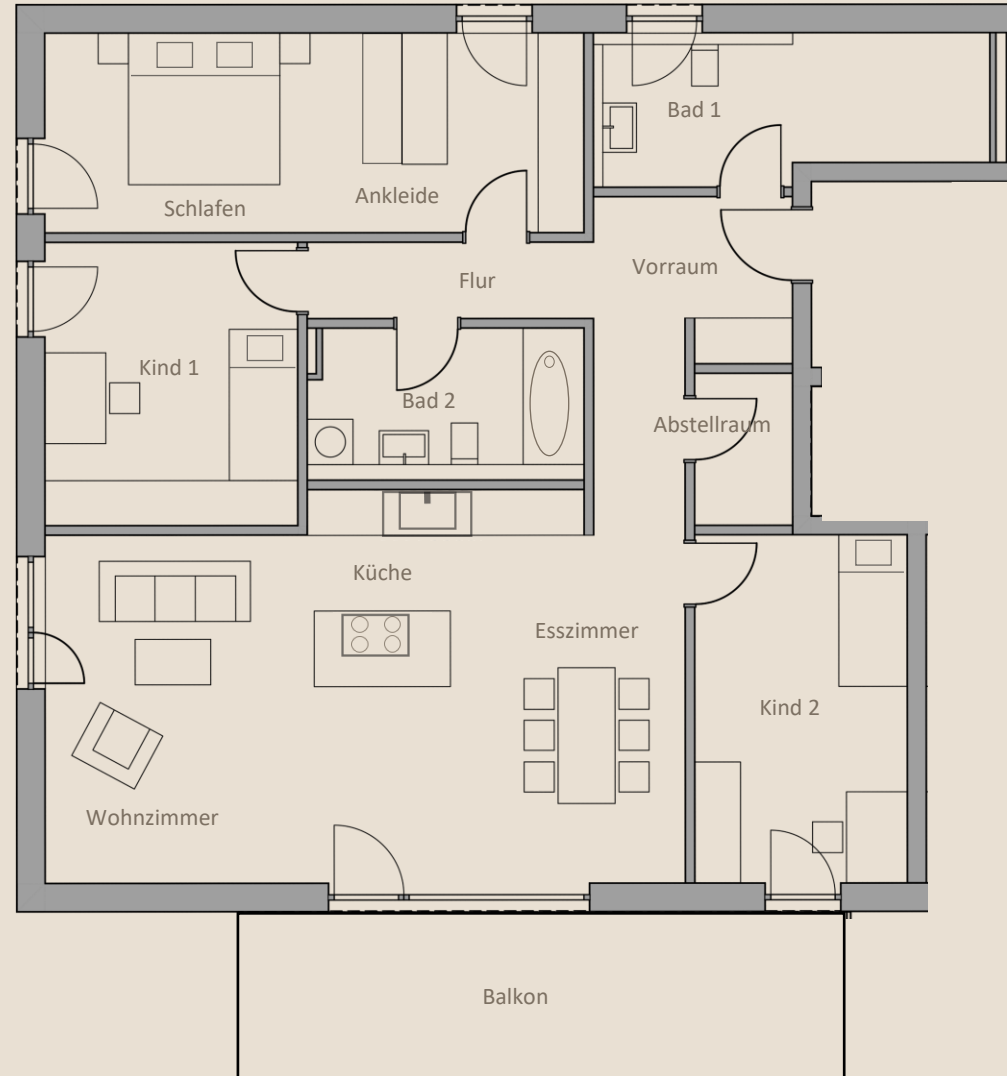 Bad 1
Schlafen
Ankleide
Flur
Vorraum
Kind 1
Bad 2
Abstellraum
Küche
Esszimmer
Kind 2
Wohnzimmer
Balkon